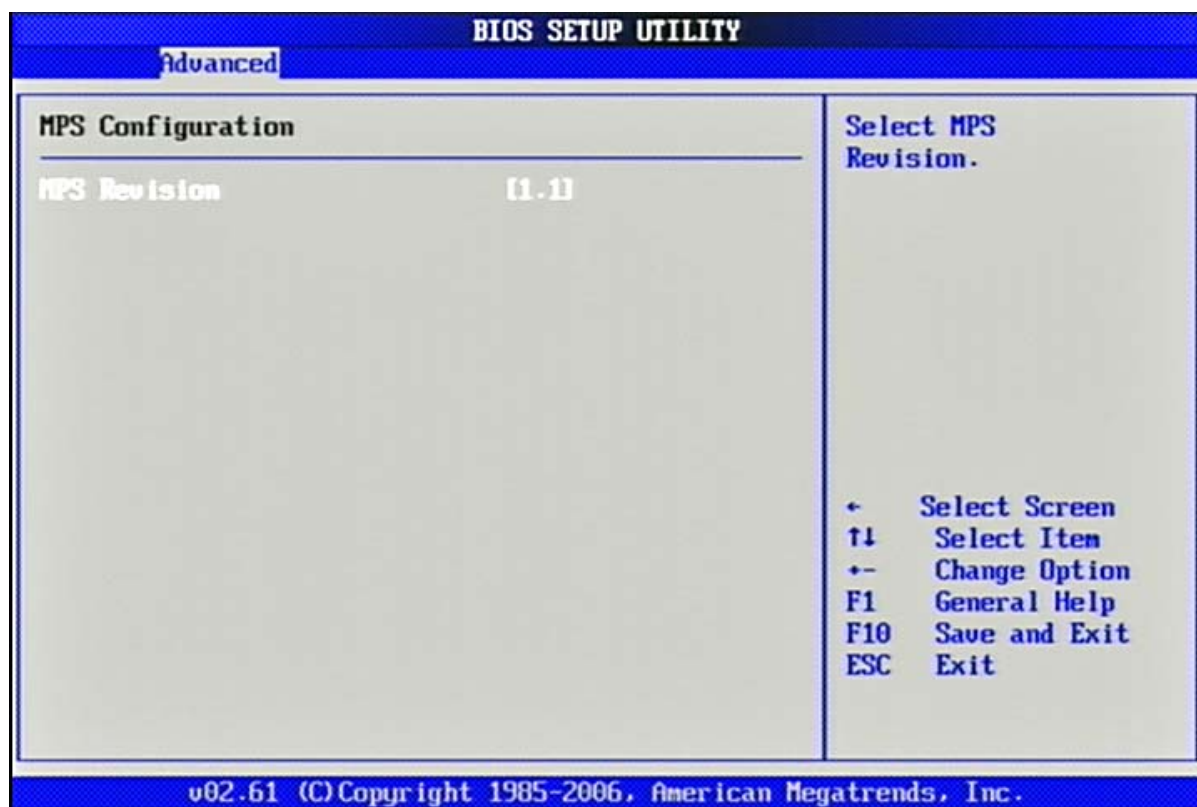 BIOS SETUP UTILITY
Advanced
MPS Configuration
MPS Revision [1.1]
Select MPS
Revision.
← Select Screen
↑↓ Select Item
+- Change Option
F1 General Help
F10 Save and Exit
ESC Exit
v02.61 (C)Copyright 1985-2006, American Megatrends, Inc.